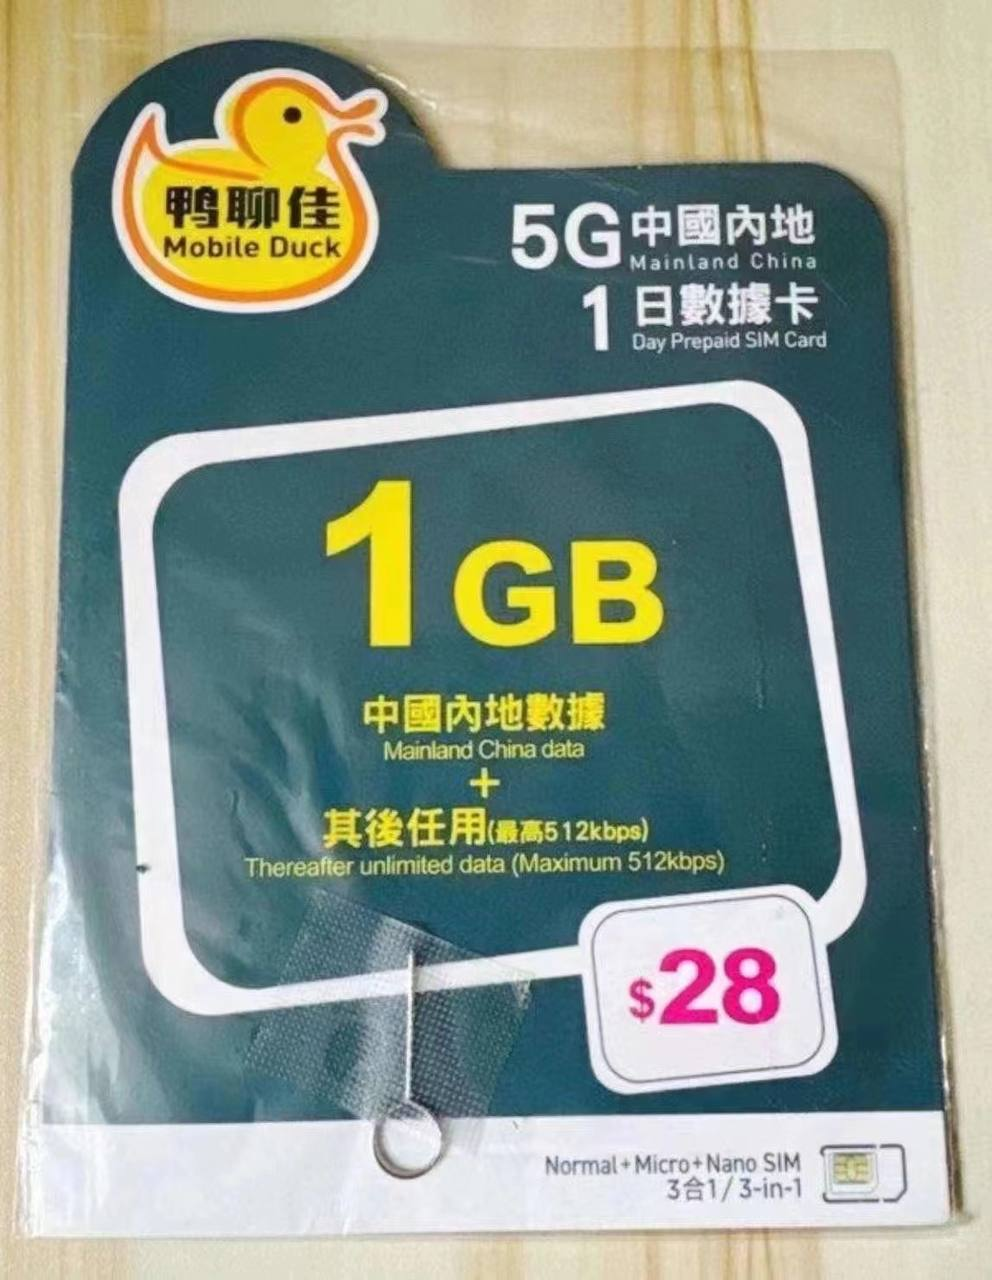 鴨聊佳
Mobile Duck
5G 中國內地
Mainland China
1 日數據卡
Day Prepaid SIM Card
1GB
中國內地數據
Mainland China data
+
其後任用(最高512kbps)
Thereafter unlimited data (Maximum 512kbps)
$28
Normal+Micro+Nano SIM
3合1/3-in-1